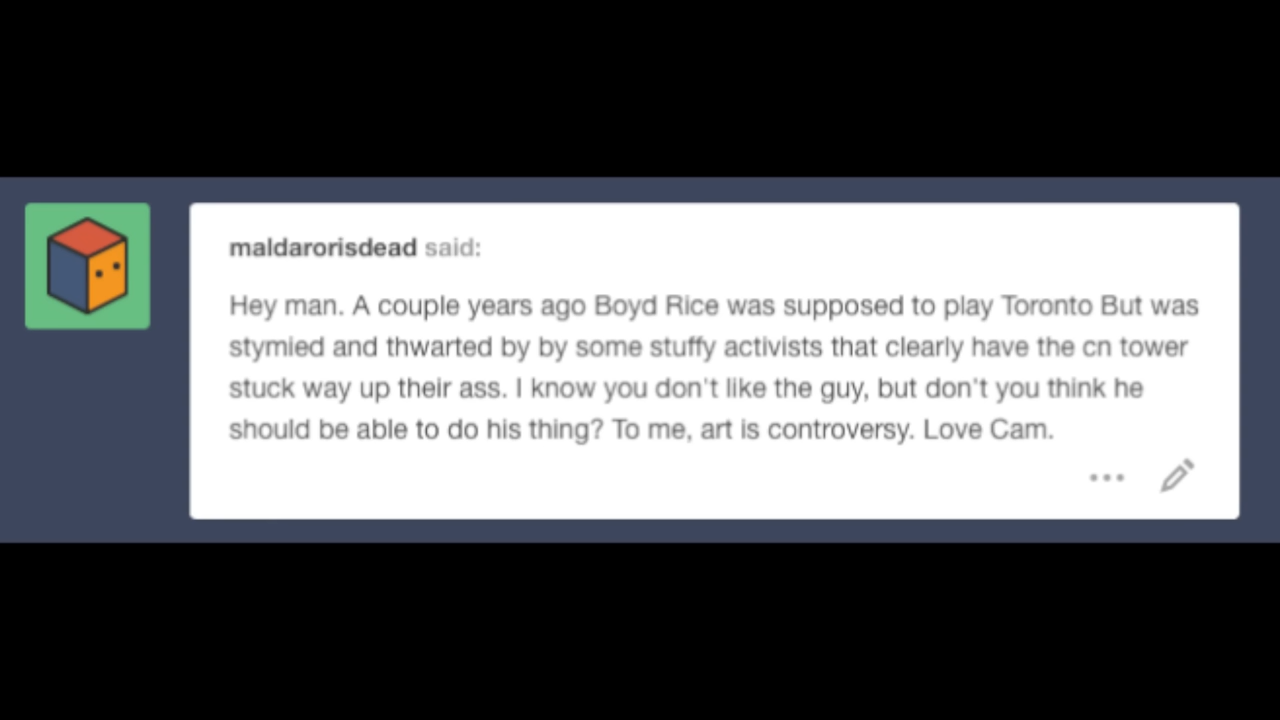 maldarorisdead said:
Hey man. A couple years ago Boyd Rice was supposed to play Toronto But was
stymied and thwarted by by some stuffy activists that clearly have the cn tower
stuck way up their ass. I know you don't like the guy, but don't you think he
should be able to do his thing? To me, art is controversy. Love Cam.